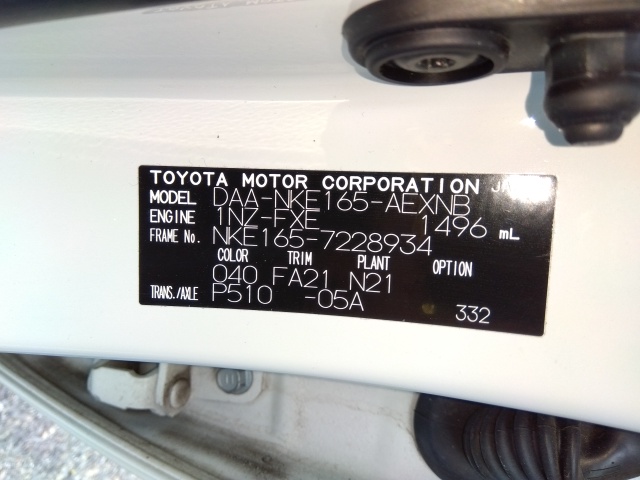 TOYOTA MOTOR CORPORATION
MODEL DAA-NKE165-AEXNB
ENGINE 1NZ-FXE 1496 mL
FRAME No. NKE165-7228934
COLOR TRIM PLANT OPTION
040 FA21 N21
TRANS./AXLE P510 -05A
332